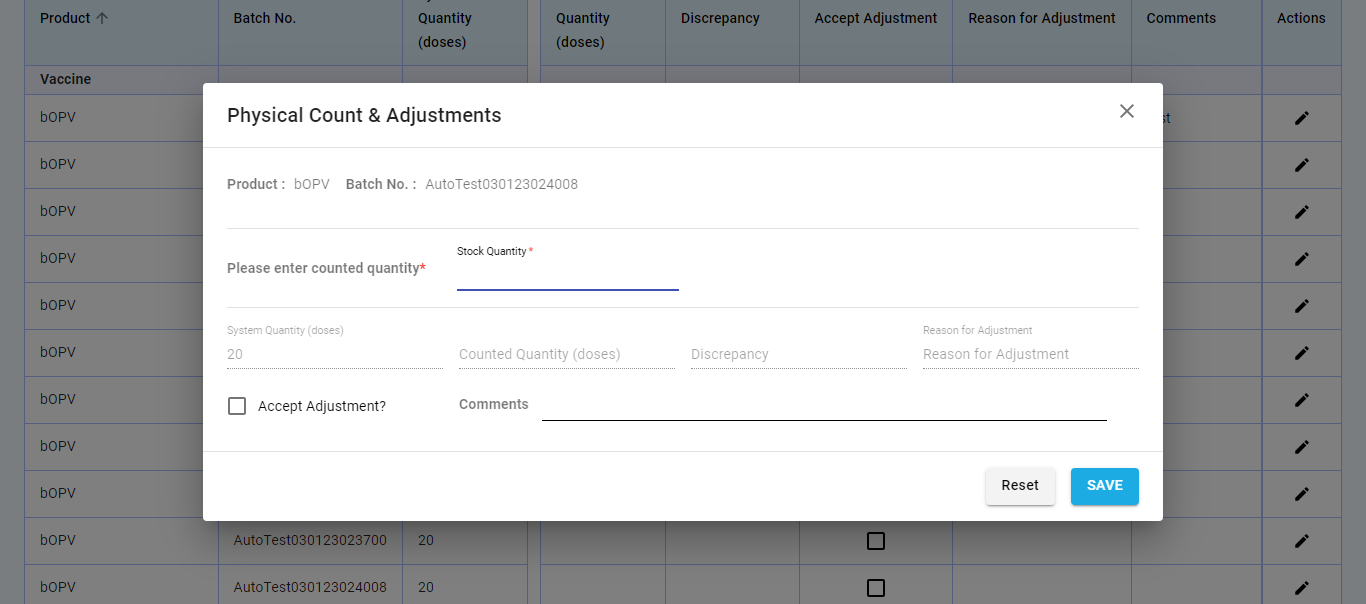 Product Batch No. Quantity Quantity Discrepancy Accept Adjustment Reason for Adjustment Comments Actions
(doses) (doses)
Vaccine
Physical Count & Adjustments
bOPV
bOPV
Product : bOPV Batch No. : AutoTest030123024008
bOPV
Stock Quantity *
bOPV
Please enter counted quantity*
bOPV
System Quantity (doses) Reason for Adjustment
bOPV
20 Counted Quantity (doses) Discrepancy Reason for Adjustment
bOPV
Accept Adjustment? Comments
bOPV
bOPV
Reset SAVE
bOPV AutoTest030123023700 20
bOPV AutoTest030123024008 20